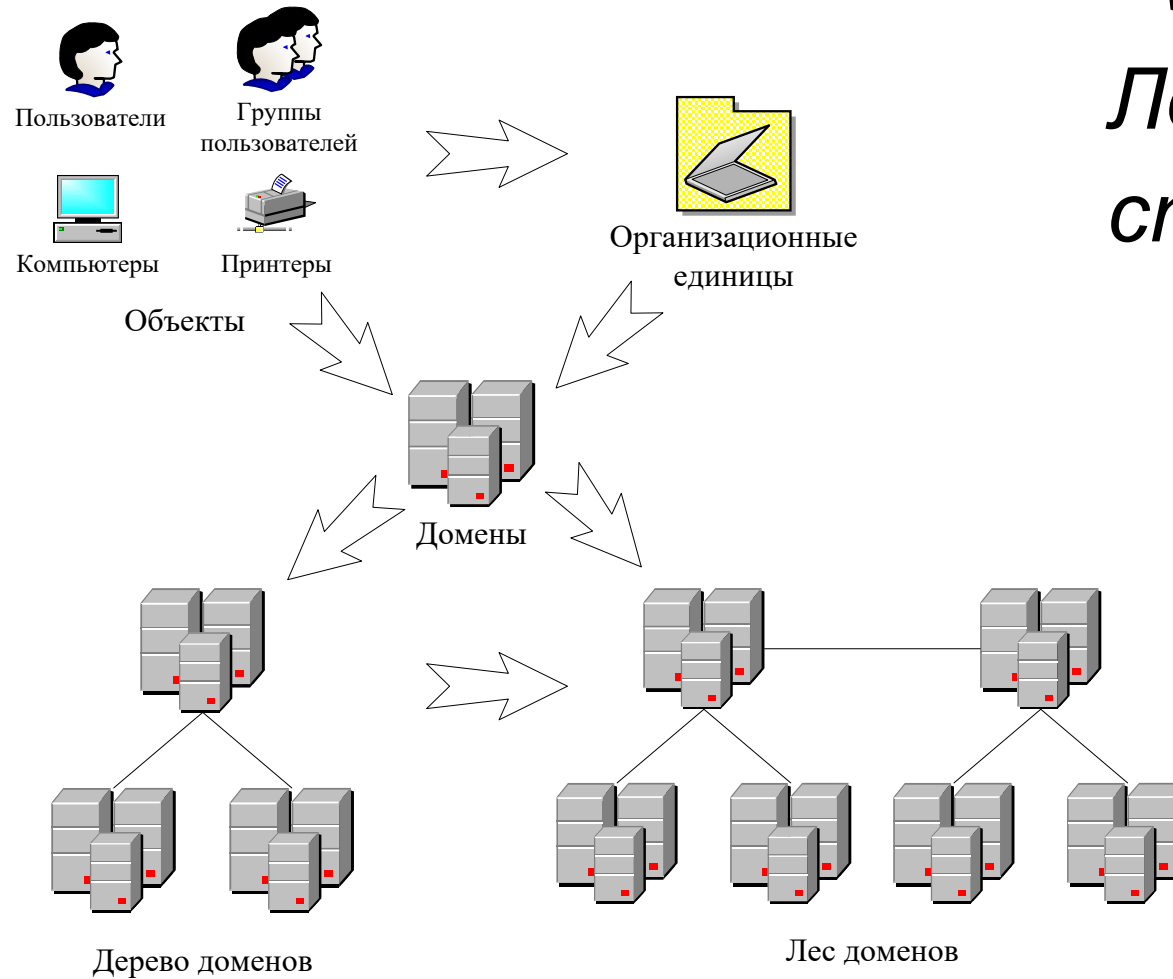 Пользователи
Группы
пользователей
Компьютеры
Принтеры
Объекты
Организационные
единицы
Домены
Дерево доменов
Лес доменов